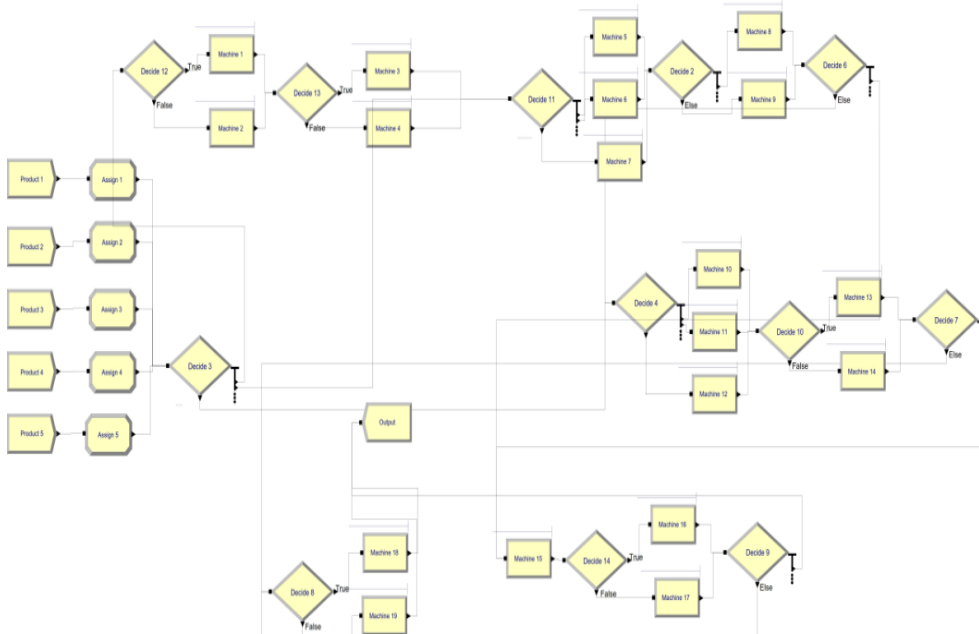 Decide 12
True
False
Machine 1
Machine 2
Decide 13
True
False
Machine 3
Machine 4
Decide 11
Machine 5
Machine 6
Machine 7
Decide 2
Else
Machine 8
Machine 9
Decide 6
Else
Product 1
Assign 1
Product 2
Assign 2
Product 3
Assign 3
Product 4
Assign 4
Product 5
Assign 5
Decide 3
Decide 4
Machine 10
Machine 11
Machine 12
Decide 10
True
False
Machine 13
Machine 14
Decide 7
Else
Output
Decide 8
True
False
Machine 18
Machine 19
Machine 15
Decide 14
True
False
Machine 16
Machine 17
Decide 9
Else